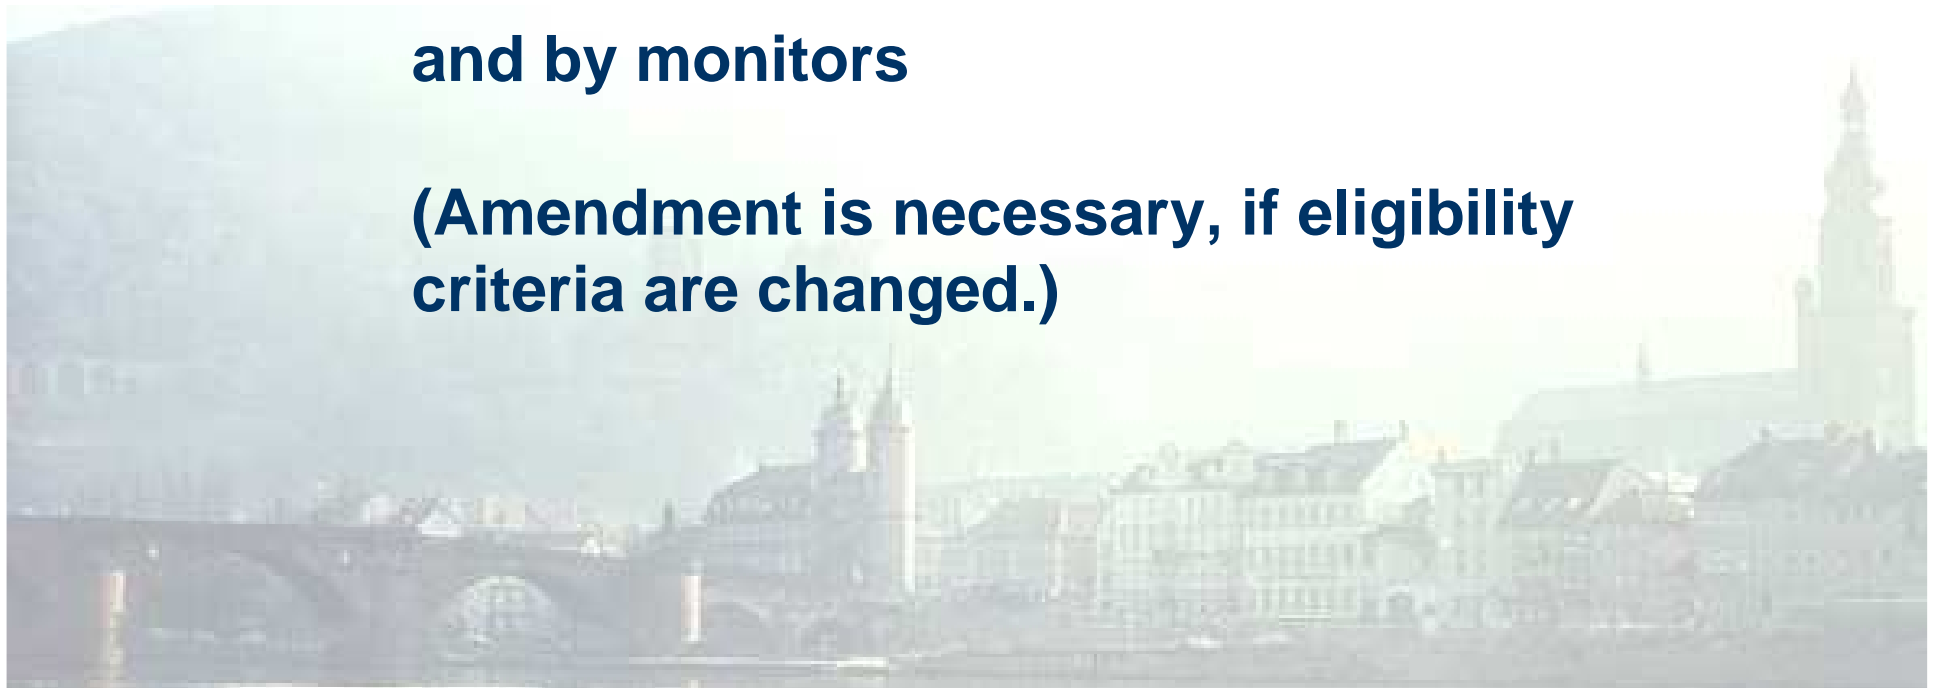 and by monitors
(Amendment is necessary, if eligibility
criteria are changed.)